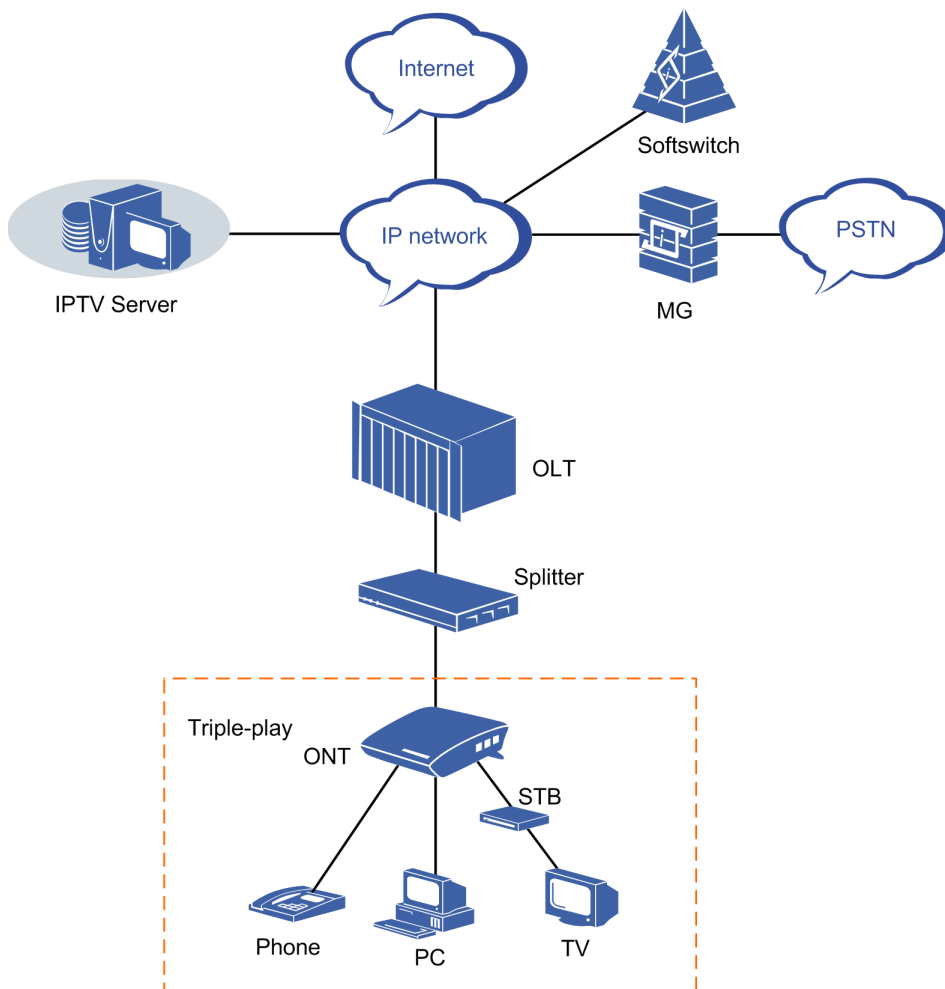 Internet
Softswitch
IP network
PSTN
IPTV Server
MG
OLT
Splitter
Triple-play
ONT
STB
Phone
PC
TV